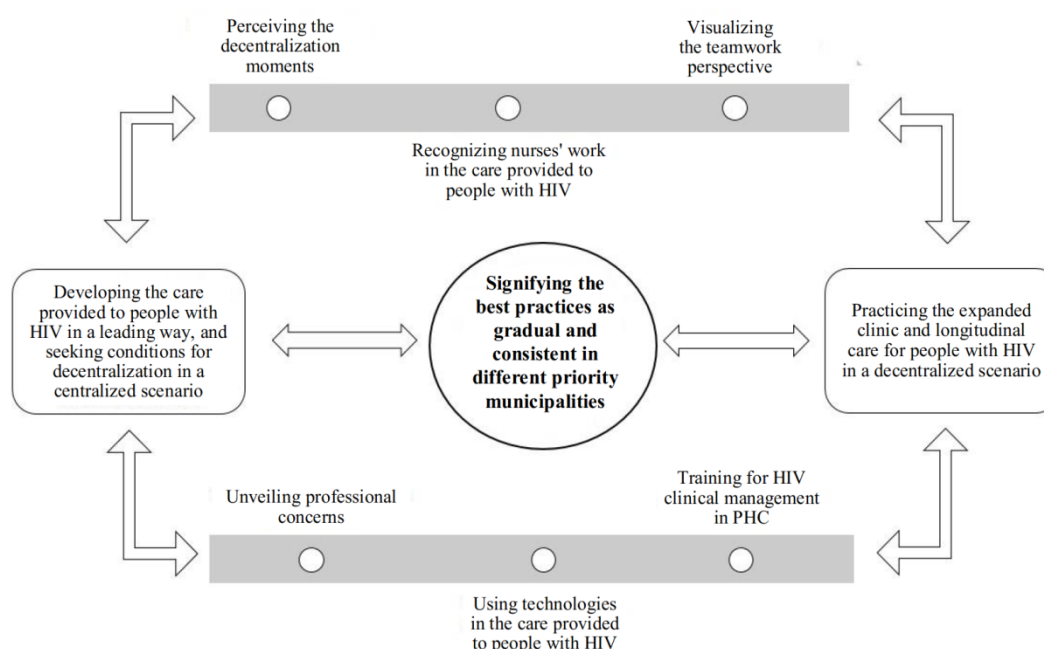 Perceiving the
decentralization
moments
Visualizing
the teamwork
perspective
Recognizing nurses' work
in the care provided to
people with HIV
Developing the care
provided to people with
HIV in a leading way, and
seeking conditions for
decentralization in a
centralized scenario
Signifying the
best practices as
gradual and
consistent in
different priority
municipalities
Practicing the expanded
clinic and longitudinal
care for people with HIV
in a decentralized scenario
Unveiling professional
concerns
Training for HIV
clinical management
in PHC
Using technologies
in the care provided
to people with HIV